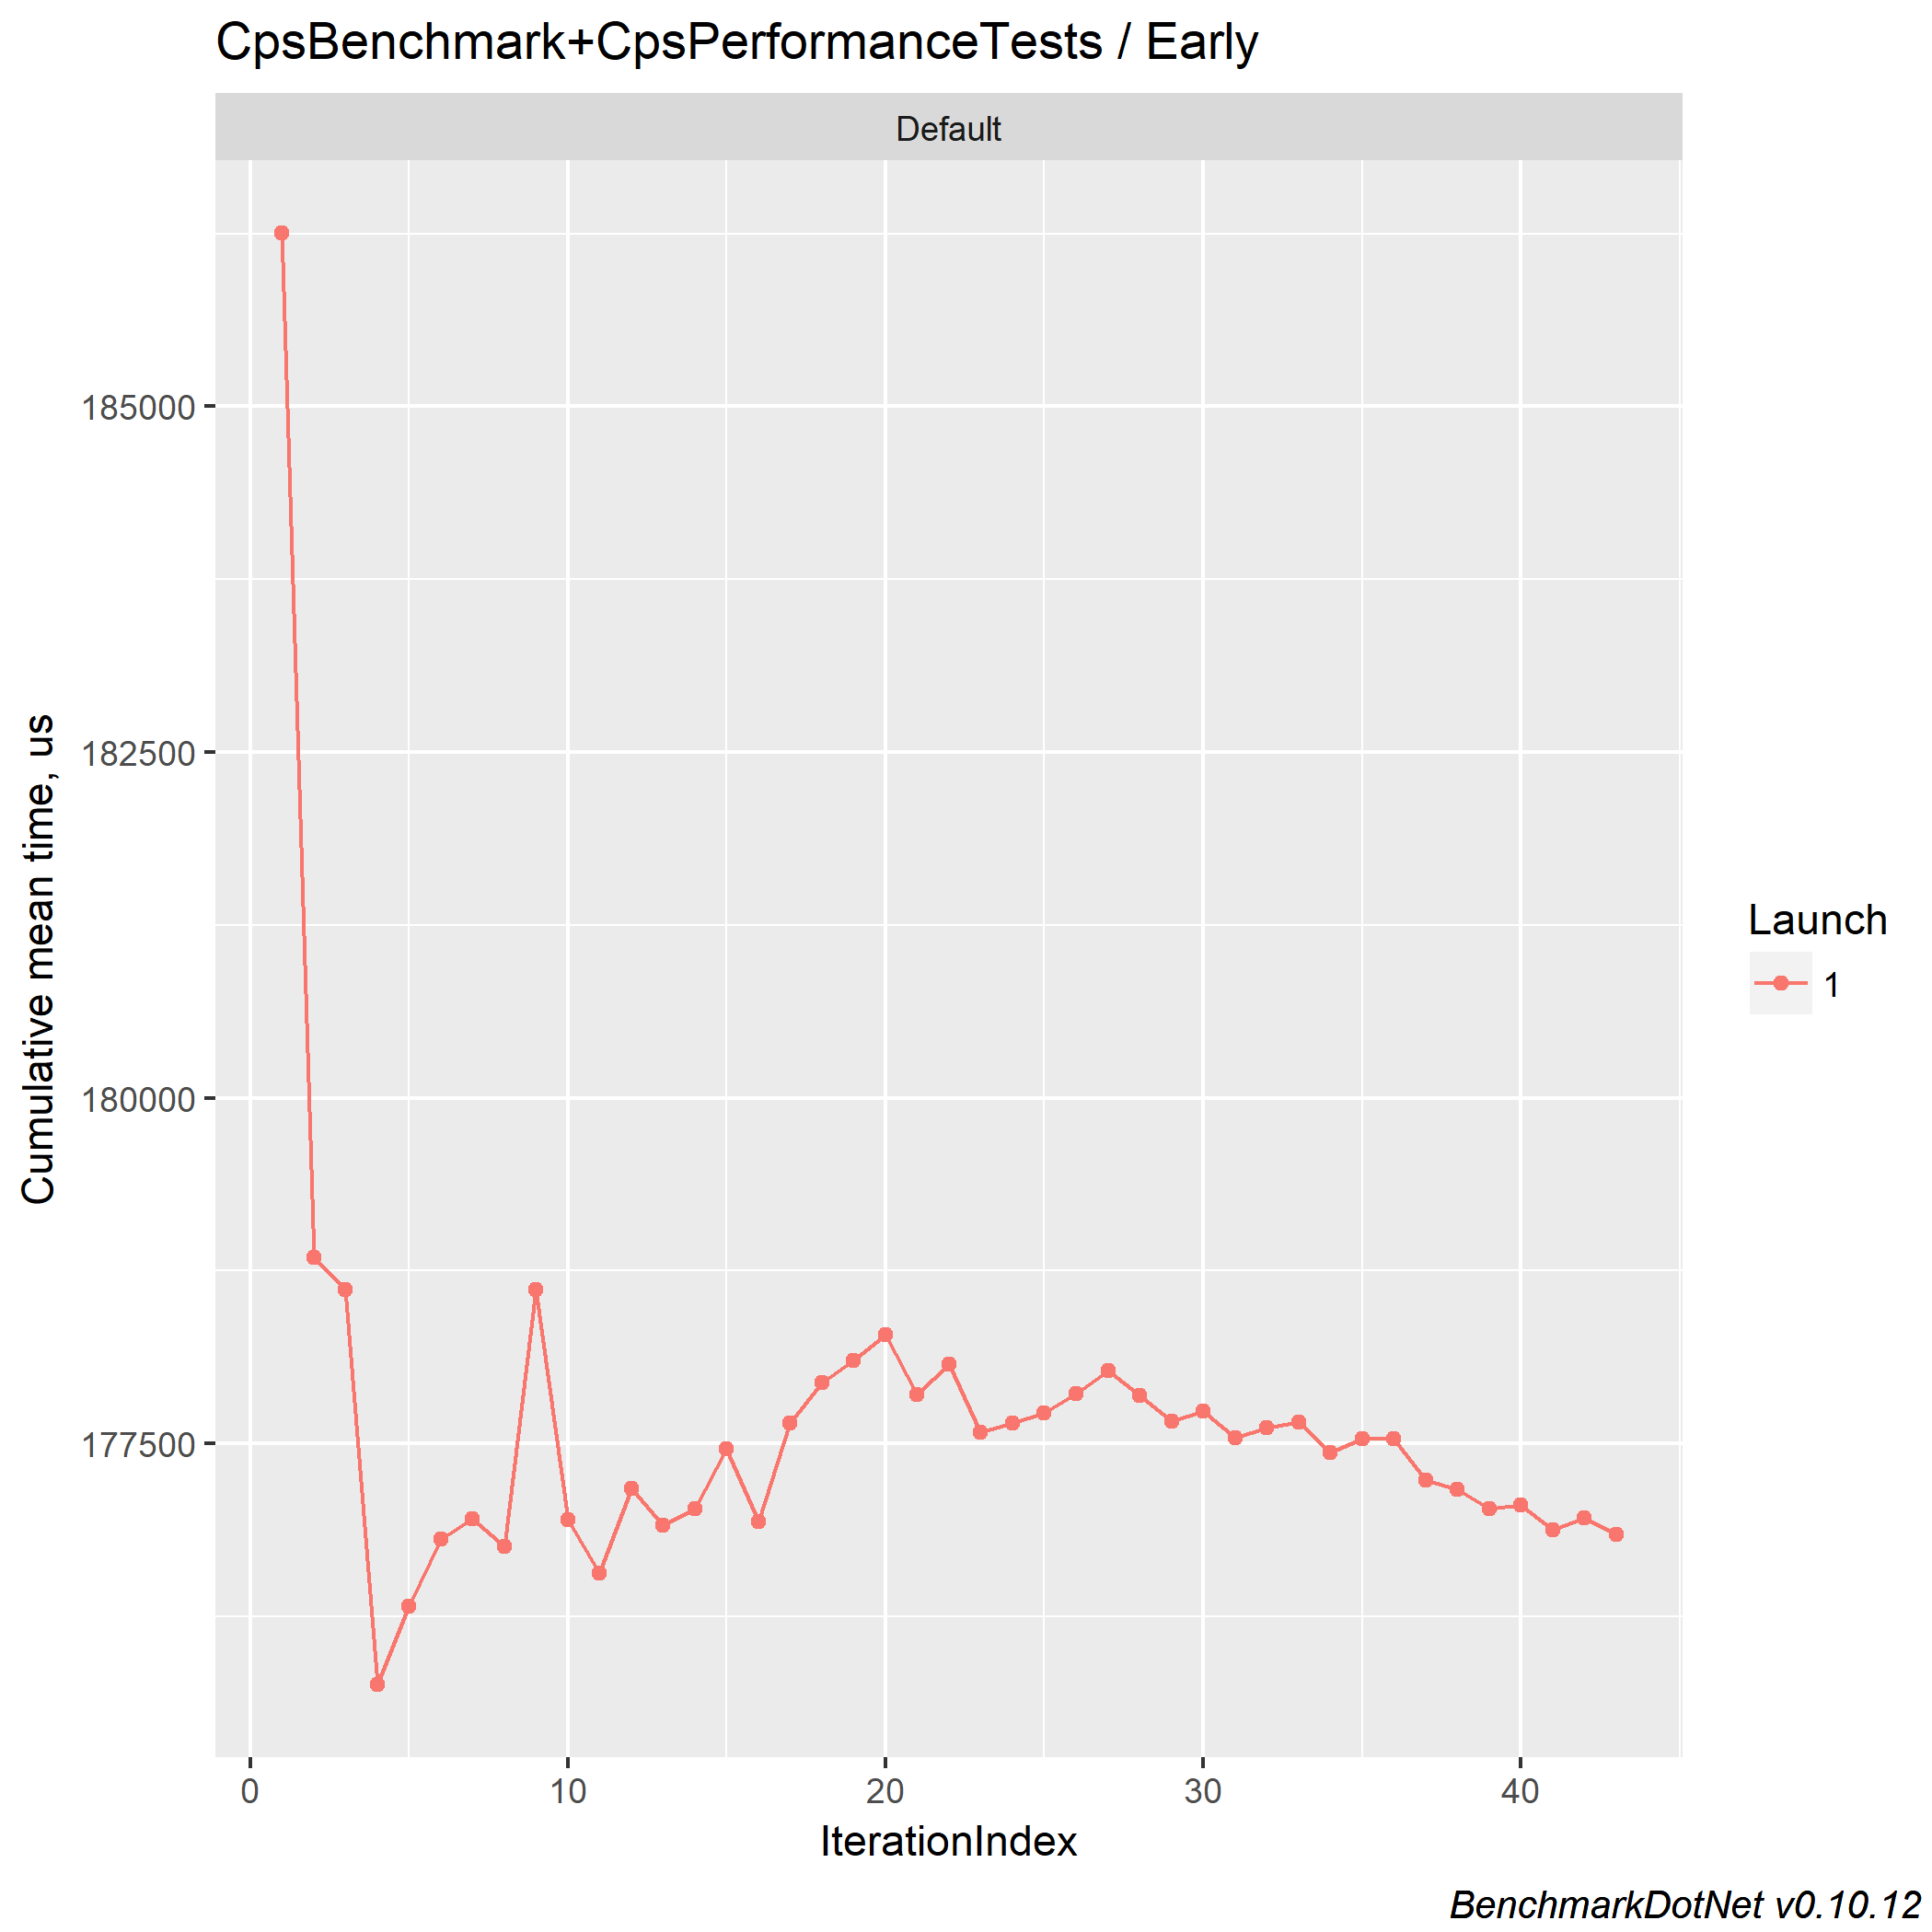 CpsBenchmark+CpsPerformanceTests / Early
Default
185000
182500
180000
177500
Cumulative mean time, us
0 10 20 30 40
IterationIndex
Launch
1
BenchmarkDotNet v0.10.12